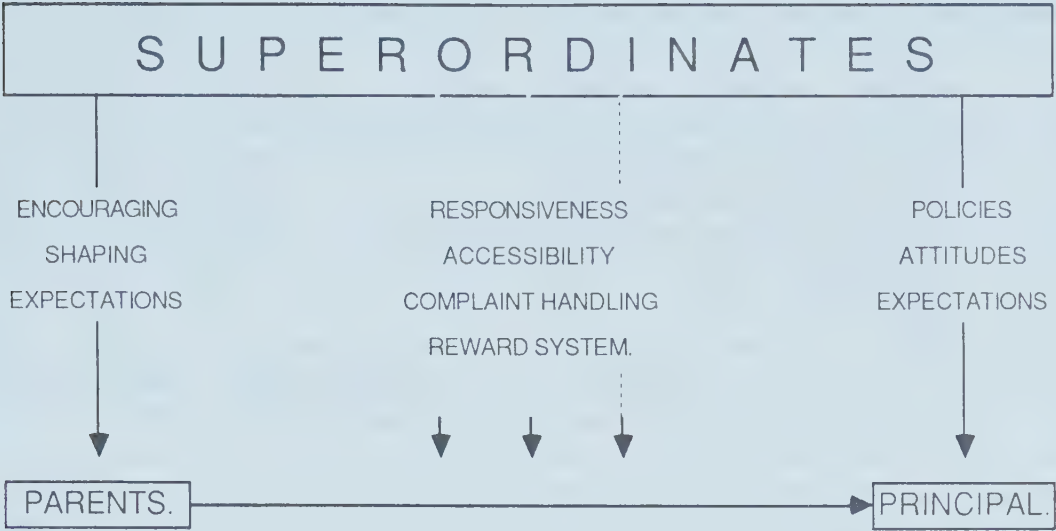 SUPERORDINATES
ENCOURAGING
SHAPING
EXPECTATIONS
RESPONSIVENESS
ACCESSIBILITY
COMPLAINT HANDLING
REWARD SYSTEM.
POLICIES
ATTITUDES
EXPECTATIONS
PARENTS.
PRINCIPAL.